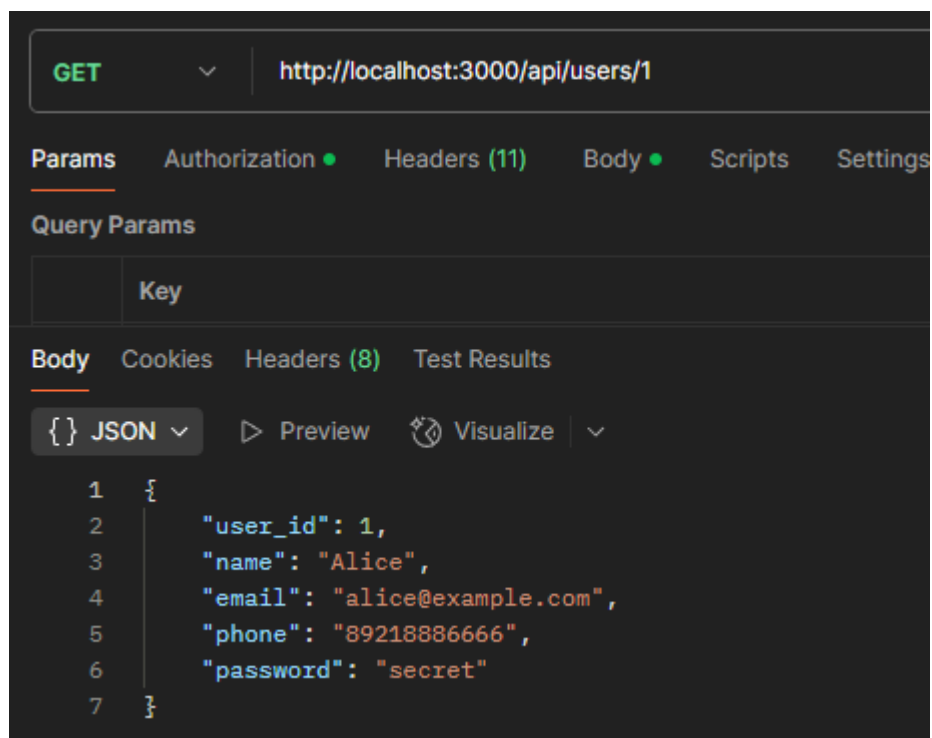 GET http://localhost:3000/api/users/1
Params Authorization Headers (11) Body Scripts Settings
Query Params
Key
Body Cookies Headers (8) Test Results
{} JSON Preview Visualize
1 {
2 "user_id": 1,
3 "name": "Alice",
4 "email": "alice@example.com",
5 "phone": "89218886666",
6 "password": "secret"
7 }